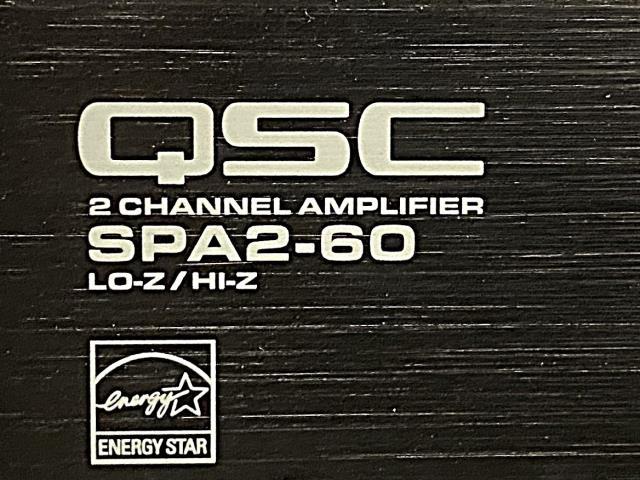 QSC
2 CHANNEL AMPLIFIER
SPA2-60
LO-Z / HI-Z
energy
ENERGY STAR